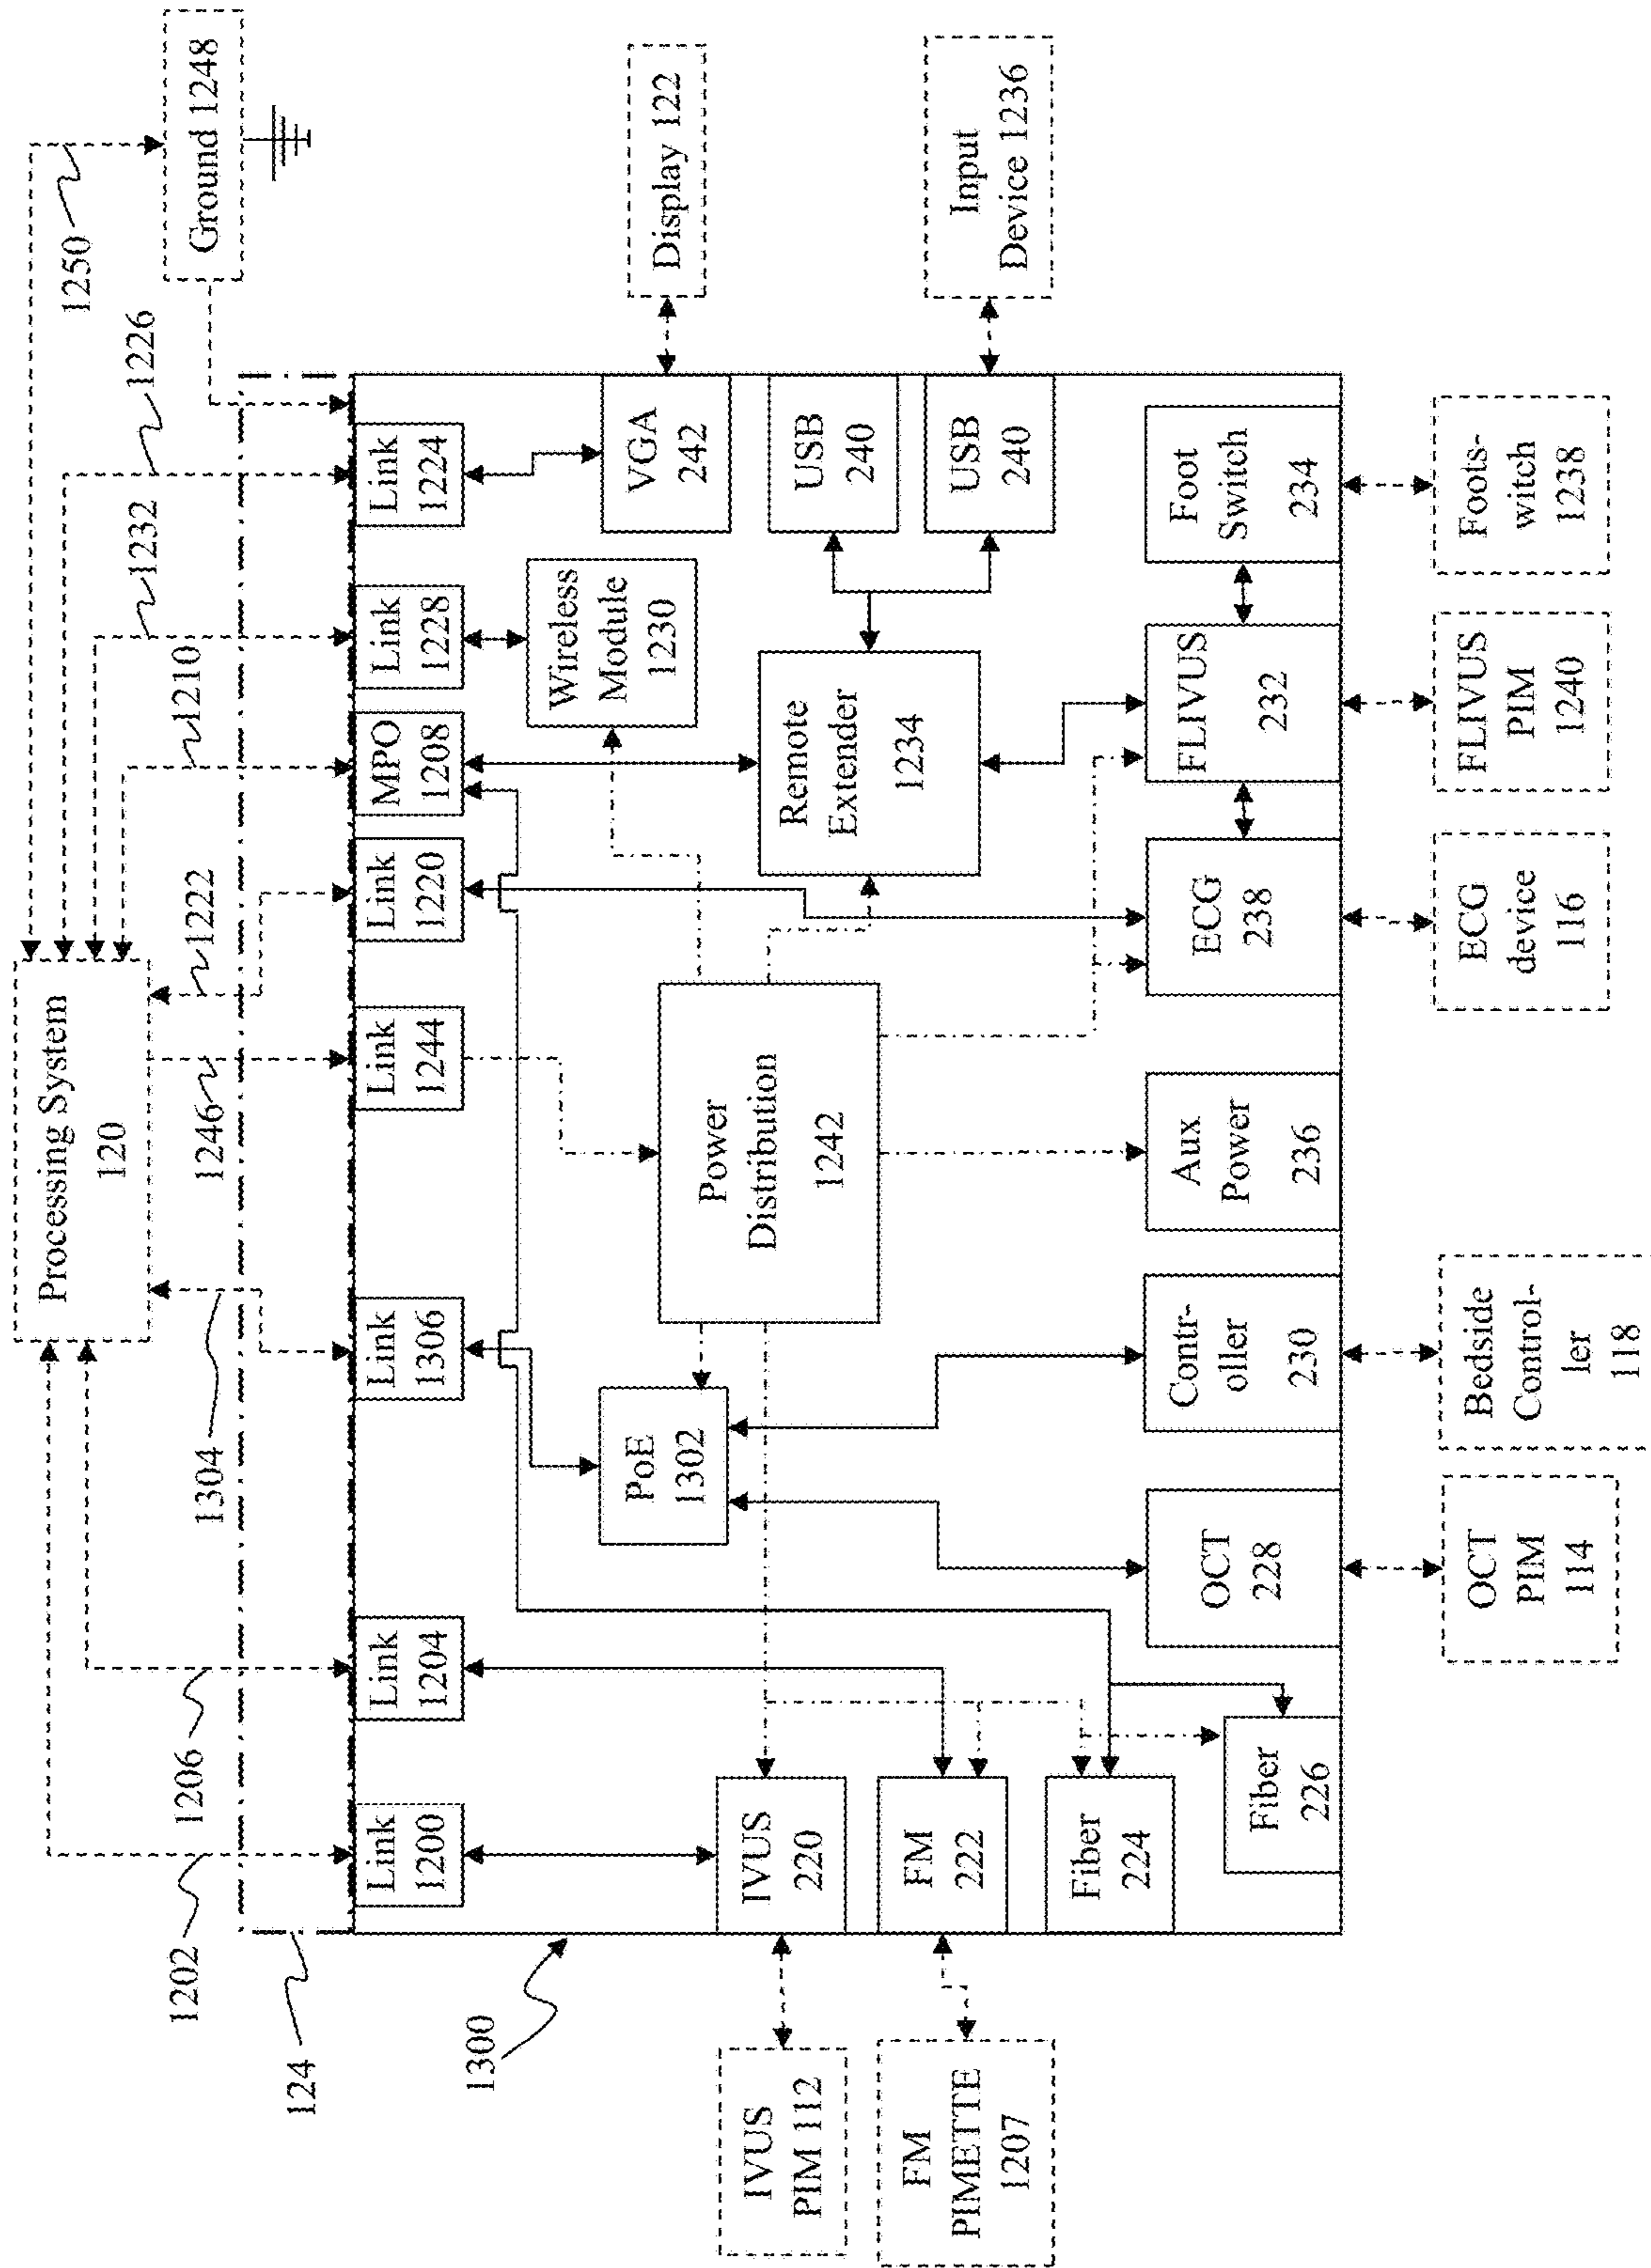 Processing System
120
Ground 1248
1250
1226
1232
1210
1222
1246
1304
1206
1202
124
1300
Link
1200
Link
1204
Link
1306
Link
1244
Link
1220
MPO
1208
Link
1228
Link
1224
Wireless
Module
1230
VGA
242
Display 122
USB
240
USB
240
Input
Device 1236
Remote
Extender
1234
Power
Distribution
1242
PoE
1302
IVUS
220
IVUS
PIM 112
FM
222
FM
PIMETTE
1207
Fiber
224
Fiber
226
OCT
228
Contr-
oller
230
Aux
Power
236
ECG
238
FLIVUS
232
Foot
Switch
234
OCT
PIM
114
Bedside
Control-
ler
118
ECG
device
116
FLIVUS
PIM
1240
Foots-
witch
1238